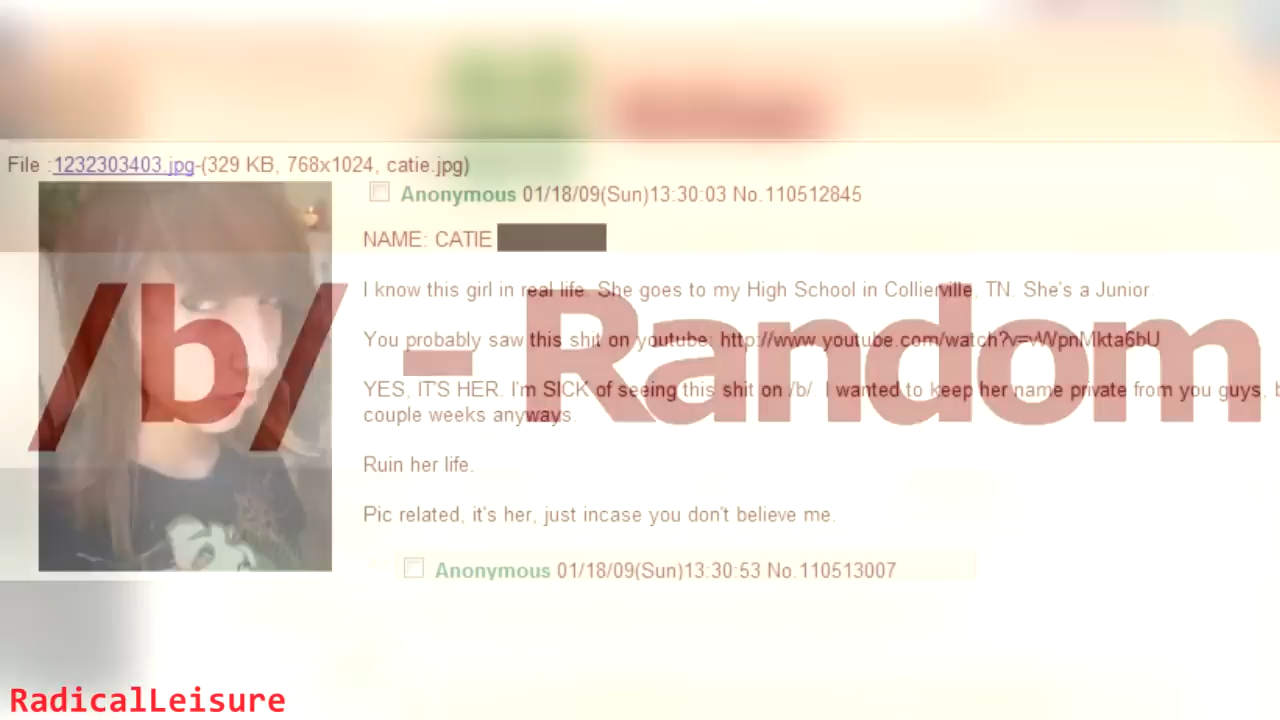 File :1232303403.jpg-(329 KB, 768x1024, catie.jpg)
Anonymous 01/18/09(Sun)13:30:03 No.110512845
NAME: CATIE
I know this girl in real life. She goes to my High School in Collierville, TN. She's a Junior.
/b/ - Random
You probably saw this shit on youtube: http://www.youtube.com/watch?v=vWpnMkta6bU
YES, IT'S HER. I'm SICK of seeing this shit on /b/. I wanted to keep her name private from you guys,
couple weeks anyways.
Ruin her life.
Pic related, it's her, just incase you don't believe me.
Anonymous 01/18/09(Sun)13:30:53 No.110513007
RadicalLeisure